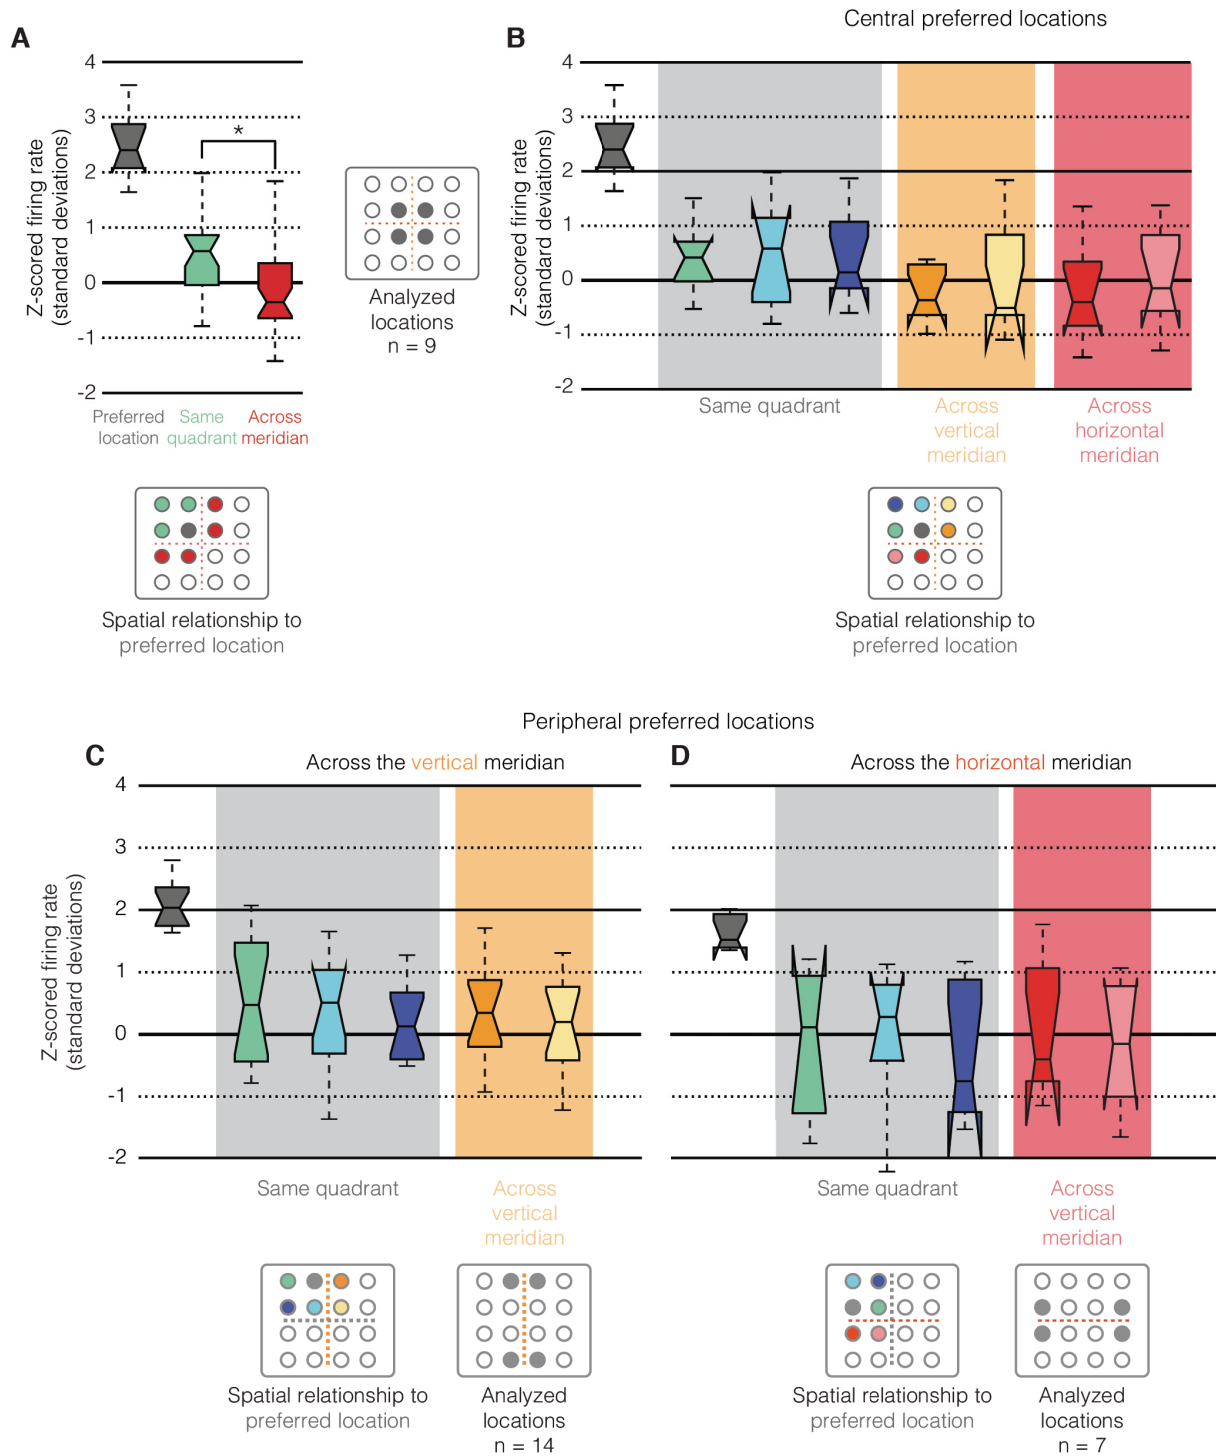 Central preferred locations
A
B
Z-scored firing rate
(standard deviations)
4
3
2
1
0
-1
-2
*
Preferred
location
Same
quadrant
Across
meridian
Analyzed
locations
n = 9
Spatial relationship to
preferred location
Z-scored firing rate
(standard deviations)
4
3
2
1
0
-1
-2
Same quadrant
Across
vertical
meridian
Across
horizontal
meridian
Spatial relationship to
preferred location
Peripheral preferred locations
C
Across the vertical meridian
D
Across the horizontal meridian
Z-scored firing rate
(standard deviations)
4
3
2
1
0
-1
-2
Same quadrant
Across
vertical
meridian
Same quadrant
Across
vertical
meridian
Spatial relationship to
preferred location
Analyzed
locations
n = 14
Spatial relationship to
preferred location
Analyzed
locations
n = 7